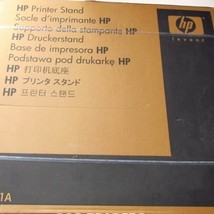 HP Printer Stand
Socle d'imprimante HP
Supporto della stampante HP
HP Druckerstand
Base de impresora HP
Podstawa pod drukarkę HP
HP 打印机底座
HP プリンタ スタンド
HP 프린터 스탠드
hp
invent
1A